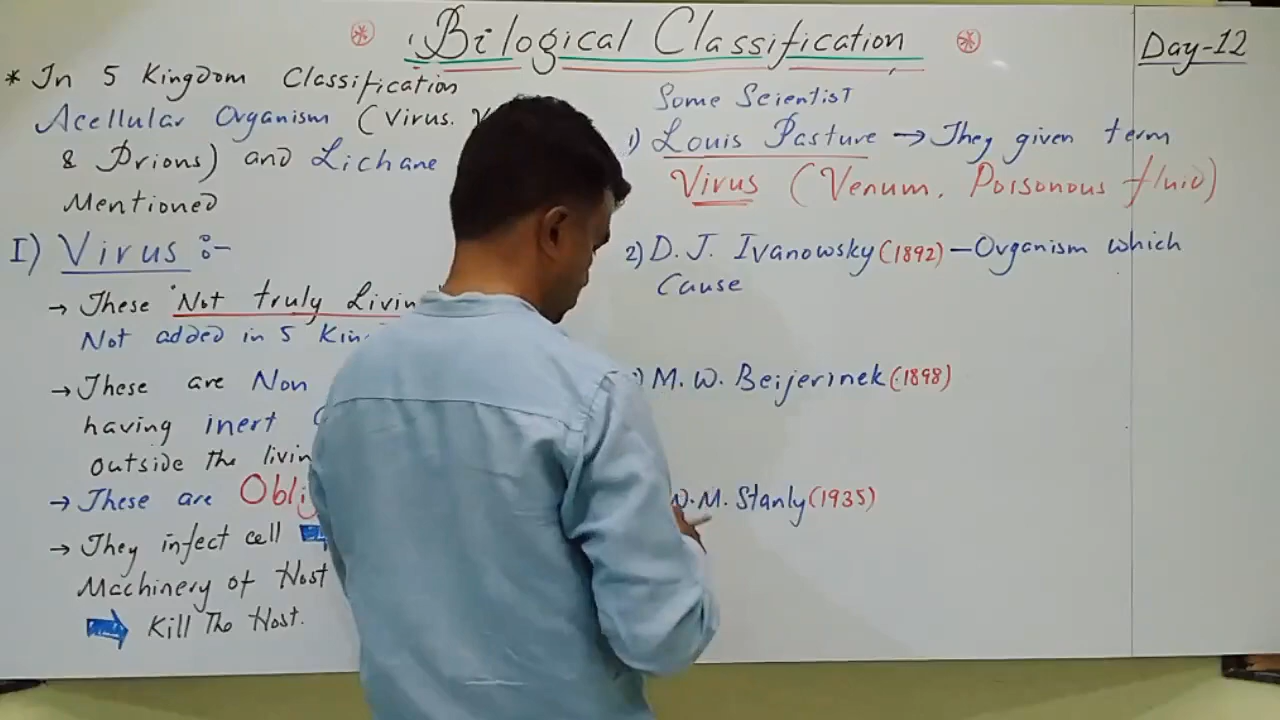 Bilogical Classification
Day-12
* In 5 Kingdom Classification
Acellular Organism (Virus.
& Prions) and Lichane
Mentioned
I) Virus :-
→ These Not truly
Not added in 5
→ These are Non
having inert
outside the
→ These are
→ They infect cell
Machinery of Host
Kill The Host.
Some Scientist
1) Louis Pasture → They given term
Virus (Venum, Poisonous fluid)
2) D. J. Ivanowsky (1892) - Organism which
Cause
M. W. Beijerinek (1898)
W.M. Stanly (1935)